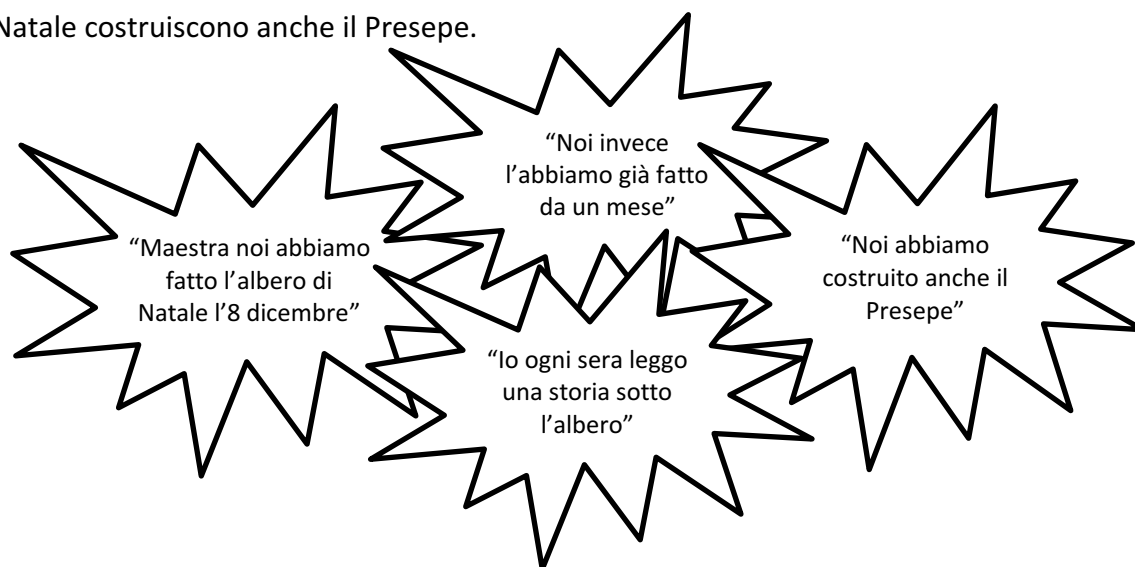 Natale costruiscono anche il Presepe.
“Noi invece
l’abbiamo già fatto
da un mese”
“Maestra noi abbiamo
fatto l’albero di
Natale l’8 dicembre”
“Noi abbiamo
costruito anche il
Presepe”
“Io ogni sera leggo
una storia sotto
l’albero”